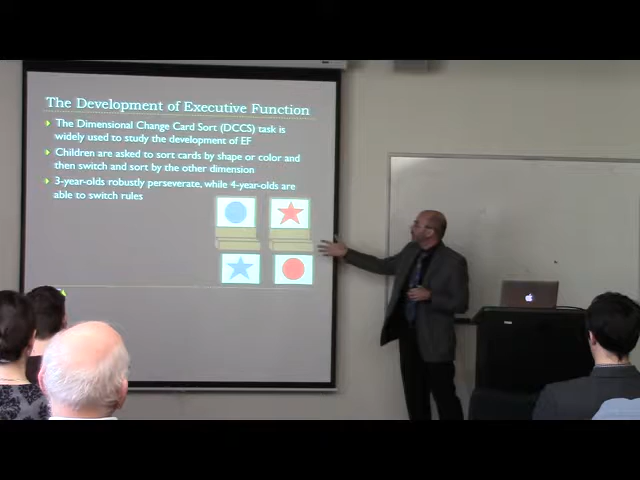 The Development of Executive Function
The Dimensional Change Card Sort (DCCS) task is
widely used to study the development of EF
Children are asked to sort cards by shape or color and
then switch and sort by the other dimension
3-year-olds robustly perseverate, while 4-year-olds are
able to switch rules